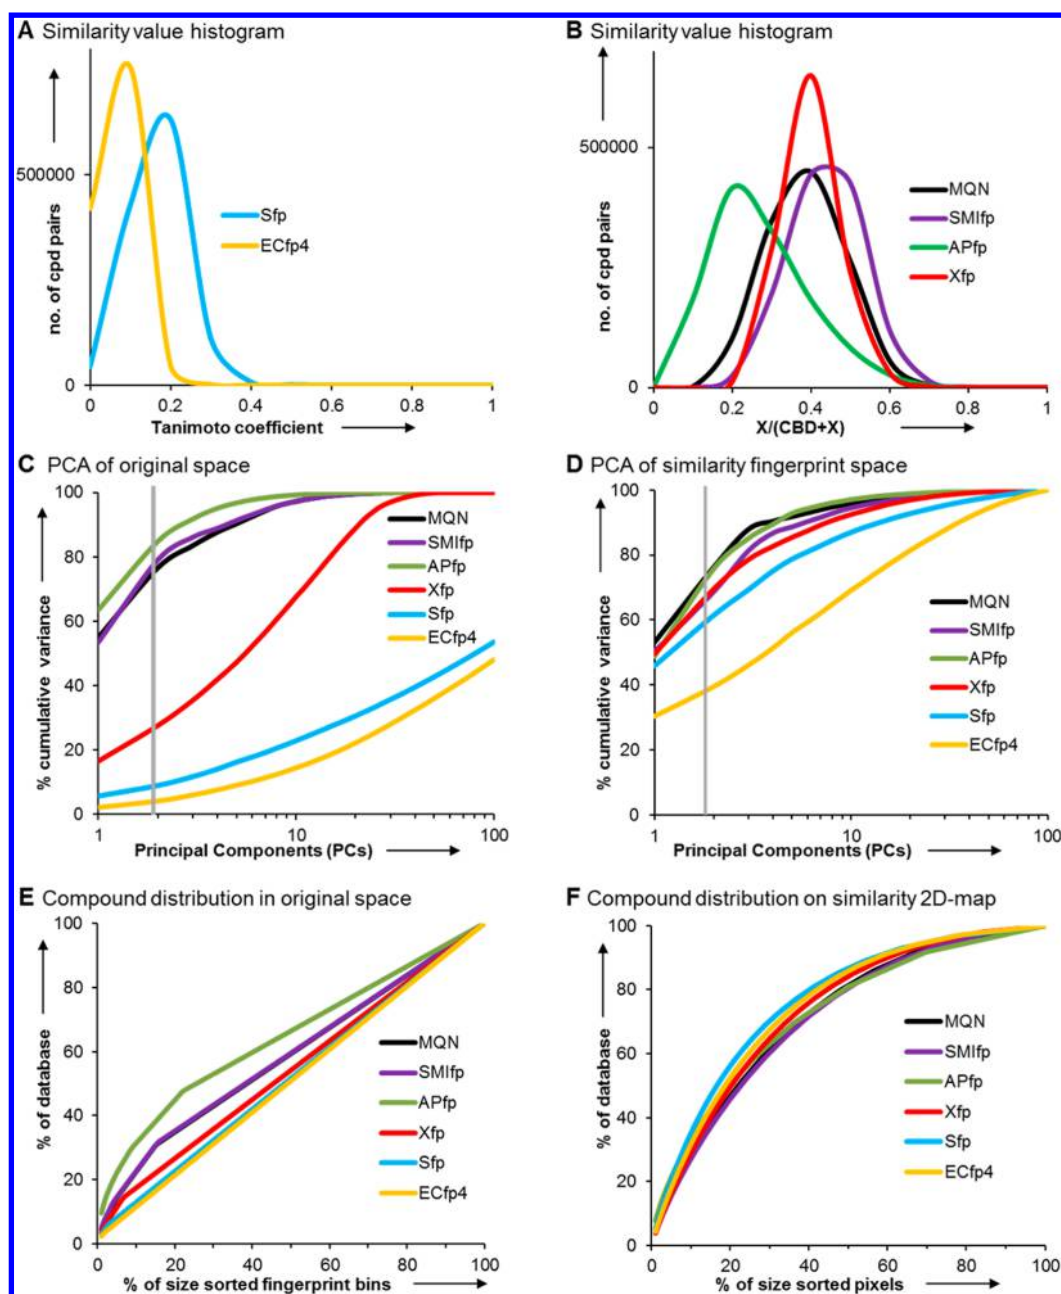 A Similarity value histogram
no. of cpd pairs
500000
0
Sfp
ECfp4
0 0.2 0.4 0.6 0.8 1
Tanimoto coefficient
B Similarity value histogram
no. of cpd pairs
500000
0
MQN
SMIfp
APfp
Xfp
0 0.2 0.4 0.6 0.8 1
X/(CBD+X)
C PCA of original space
% cumulative variance
100
80
60
40
20
0
MQN
SMIfp
APfp
Xfp
Sfp
ECfp4
1 10 100
Principal Components (PCs)
D PCA of similarity fingerprint space
% cumulative variance
100
80
60
40
20
0
MQN
SMIfp
APfp
Xfp
Sfp
ECfp4
1 10 100
Principal Components (PCs)
E Compound distribution in original space
% of database
100
80
60
40
20
0
MQN
SMIfp
APfp
Xfp
Sfp
ECfp4
0 20 40 60 80 100
% of size sorted fingerprint bins
F Compound distribution on similarity 2D-map
% of database
100
80
60
40
20
0
MQN
SMIfp
APfp
Xfp
Sfp
ECfp4
0 20 40 60 80 100
% of size sorted pixels